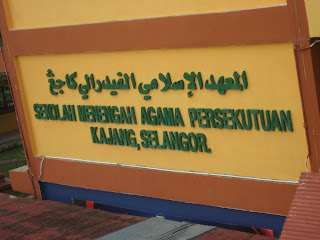 المعهد الإسلامي الفيدرالي كاجڠ
SEKOLAH MENENGAH AGAMA PERSEKUTUAN
KAJANG, SELANGOR.